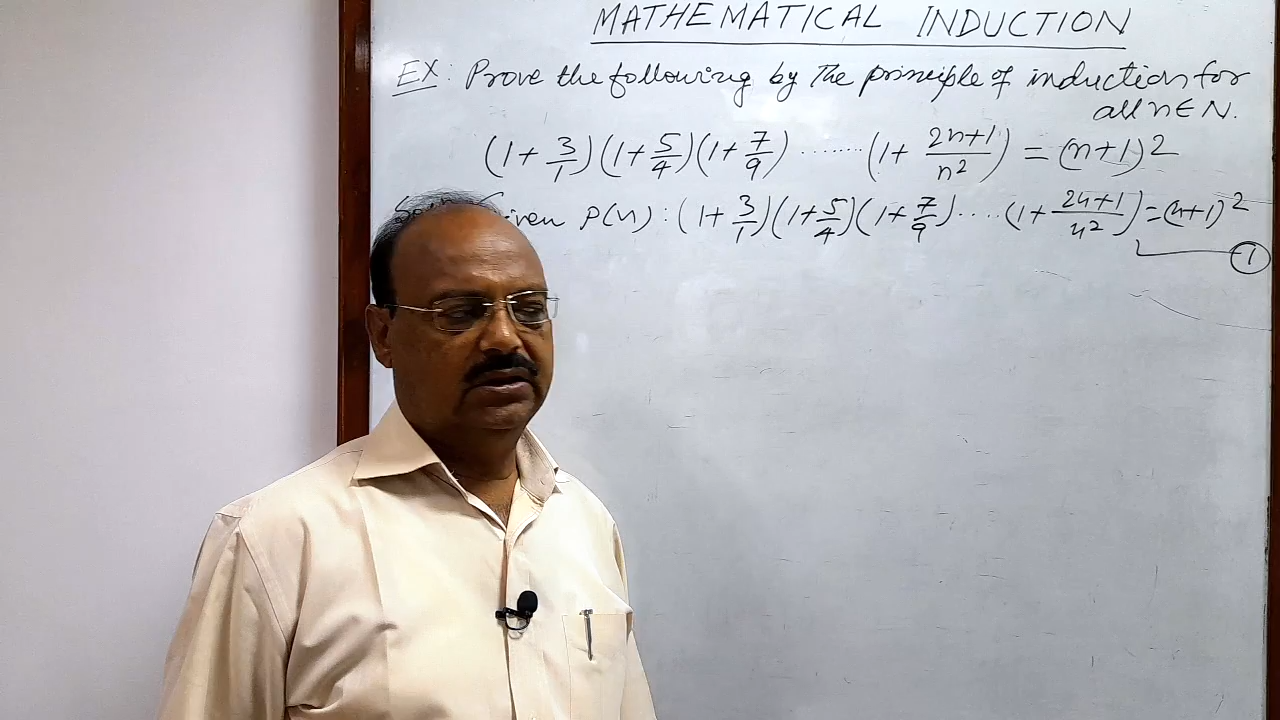 MATHEMATICAL INDUCTION
EX: Prove the following by the principle of induction for
all n∈N.
(1+3/1)(1+5/4)(1+7/9)........(1+ (2n+1)/n²) = (n+1)²
P(n): (1+3/1)(1+5/4)(1+7/9)....(1+(2n+1)/n²)=(n+1)²
1